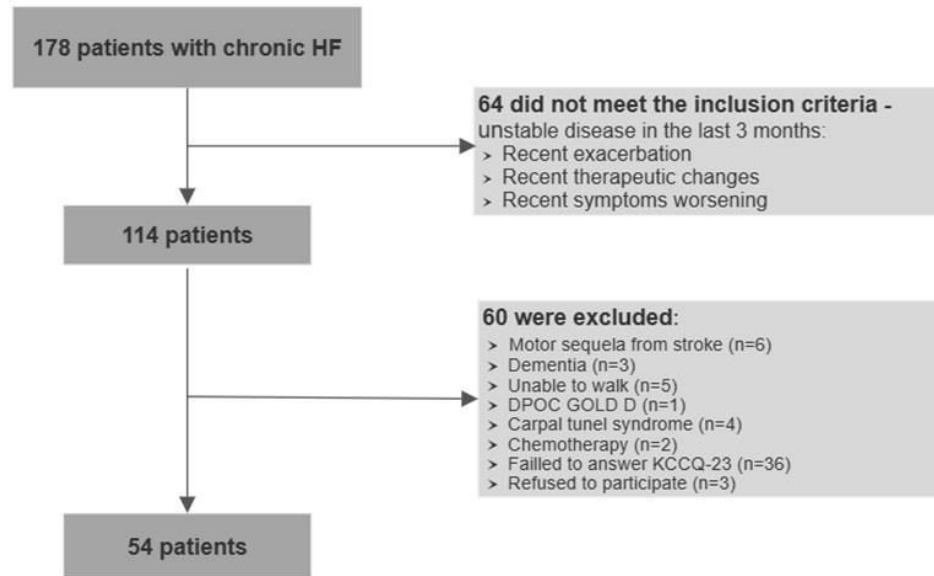 178 patients with chronic HF
64 did not meet the inclusion criteria -
unstable disease in the last 3 months:
➢ Recent exacerbation
➢ Recent therapeutic changes
➢ Recent symptoms worsening
114 patients
60 were excluded:
➢ Motor sequela from stroke (n=6)
➢ Dementia (n=3)
➢ Unable to walk (n=5)
➢ DPOC GOLD D (n=1)
➢ Carpal tunel syndrome (n=4)
➢ Chemotherapy (n=2)
➢ Failled to answer KCCQ-23 (n=36)
➢ Refused to participate (n=3)
54 patients